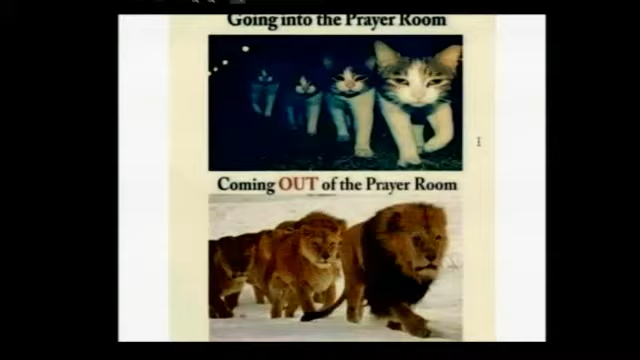 Going into the Prayer Room
Coming OUT of the Prayer Room